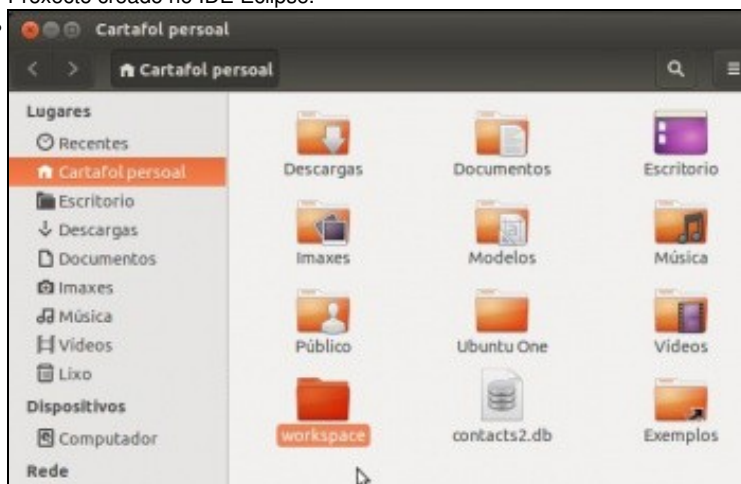 Proxecto creado no IDE Eclipse.
Cartafol persoal
Cartafol persoal
Lugares
Recentes
Cartafol persoal
Escritorio
Descargas
Documentos
Imaxes
Música
Vídeos
Lixo
Dispositivos
Computador
Rede
Descargas Documentos Escritorio
Imaxes Modelos Música
Público Ubuntu One Vídeos
workspace contacts2.db Exemplos